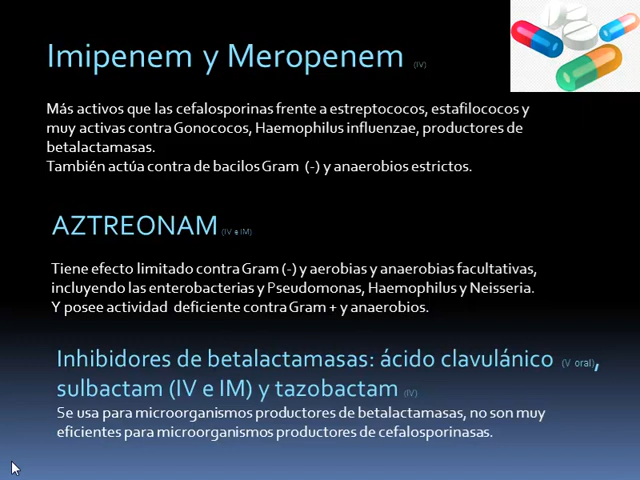 Imipenem y Meropenem (IV)
Más activos que las cefalosporinas frente a estreptococos, estafilococos y
muy activas contra Gonococos, Haemophilus influenzae, productores de
betalactamasas.
También actúa contra de bacilos Gram (-) y anaerobios estrictos.
AZTREONAM (IV e IM)
Tiene efecto limitado contra Gram (-) y aerobias y anaerobias facultativas,
incluyendo las enterobacterias y Pseudomonas, Haemophilus y Neisseria.
Y posee actividad deficiente contra Gram + y anaerobios.
Inhibidores de betalactamasas: ácido clavulánico (V oral),
sulbactam (IV e IM) y tazobactam (IV)
Se usa para microorganismos productores de betalactamasas, no son muy
eficientes para microorganismos productores de cefalosporinasas.